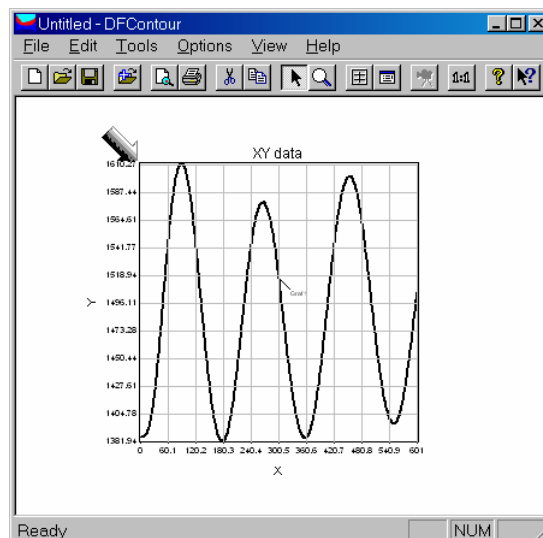 Untitled - DFContour
File Edit Tools Options View Help
1:1
XY data
1610.27
1587.44
1564.61
1541.77
1518.94
1496.11
1473.28
1450.44
1427.61
1404.78
1381.94
Y
0 60.1 120.2 180.3 240.4 300.5 360.6 420.7 480.8 540.9 601
X
Ready NUM